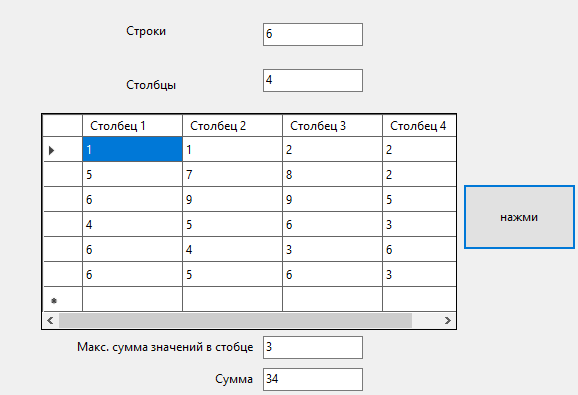 Строки 6
Столбцы 4
Столбец 1 Столбец 2 Столбец 3 Столбец 4
1 1 2 2
5 7 8 2
6 9 9 5
нажми
4 5 6 3
6 4 3 6
6 5 6 3
Макс. сумма значений в стобце 3
Сумма 34